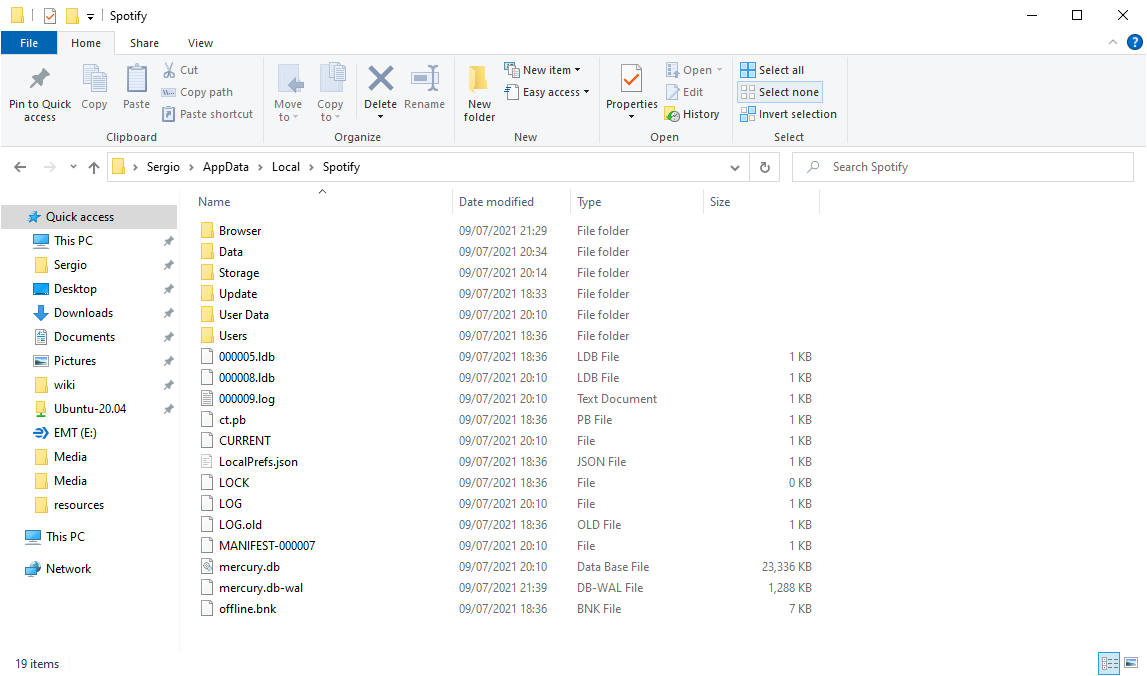 Spotify
File Home Share View
Pin to Quick access
Copy
Paste
Cut
Copy path
Paste shortcut
Clipboard
Move to
Copy to
Delete
Rename
Organize
New folder
New item
Easy access
New
Properties
Open
Edit
History
Open
Select all
Select none
Invert selection
Select
Sergio > AppData > Local > Spotify
Search Spotify
Quick access
This PC
Sergio
Desktop
Downloads
Documents
Pictures
wiki
Ubuntu-20.04
EMT (E:)
Media
Media
resources
This PC
Network
Name Date modified Type Size
Browser 09/07/2021 21:29 File folder
Data 09/07/2021 20:34 File folder
Storage 09/07/2021 20:14 File folder
Update 09/07/2021 18:33 File folder
User Data 09/07/2021 20:10 File folder
Users 09/07/2021 18:36 File folder
000005.ldb 09/07/2021 18:36 LDB File 1 KB
000008.ldb 09/07/2021 20:10 LDB File 1 KB
000009.log 09/07/2021 20:10 Text Document 1 KB
ct.pb 09/07/2021 18:36 PB File 1 KB
CURRENT 09/07/2021 20:10 File 1 KB
LocalPrefs.json 09/07/2021 18:36 JSON File 1 KB
LOCK 09/07/2021 18:36 File 0 KB
LOG 09/07/2021 20:10 File 1 KB
LOG.old 09/07/2021 18:36 OLD File 1 KB
MANIFEST-000007 09/07/2021 20:10 File 1 KB
mercury.db 09/07/2021 20:10 Data Base File 23,336 KB
mercury.db-wal 09/07/2021 21:39 DB-WAL File 1,288 KB
offline.bnk 09/07/2021 18:36 BNK File 7 KB
19 items